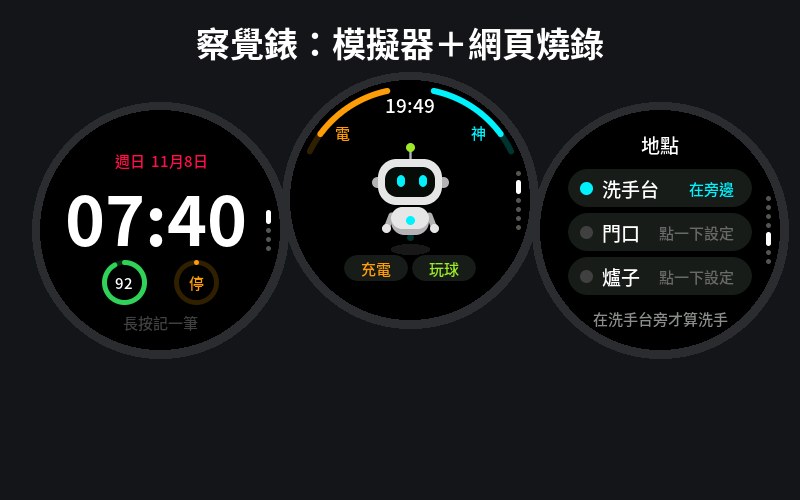 察覺錶：模擬器＋網頁燒錄
週日 11月8日
07:40
92
停
長按記一筆
19:49
電
神
充電
玩球
地點
洗手台 在旁邊
門口 點一下設定
爐子 點一下設定
在洗手台旁才算洗手